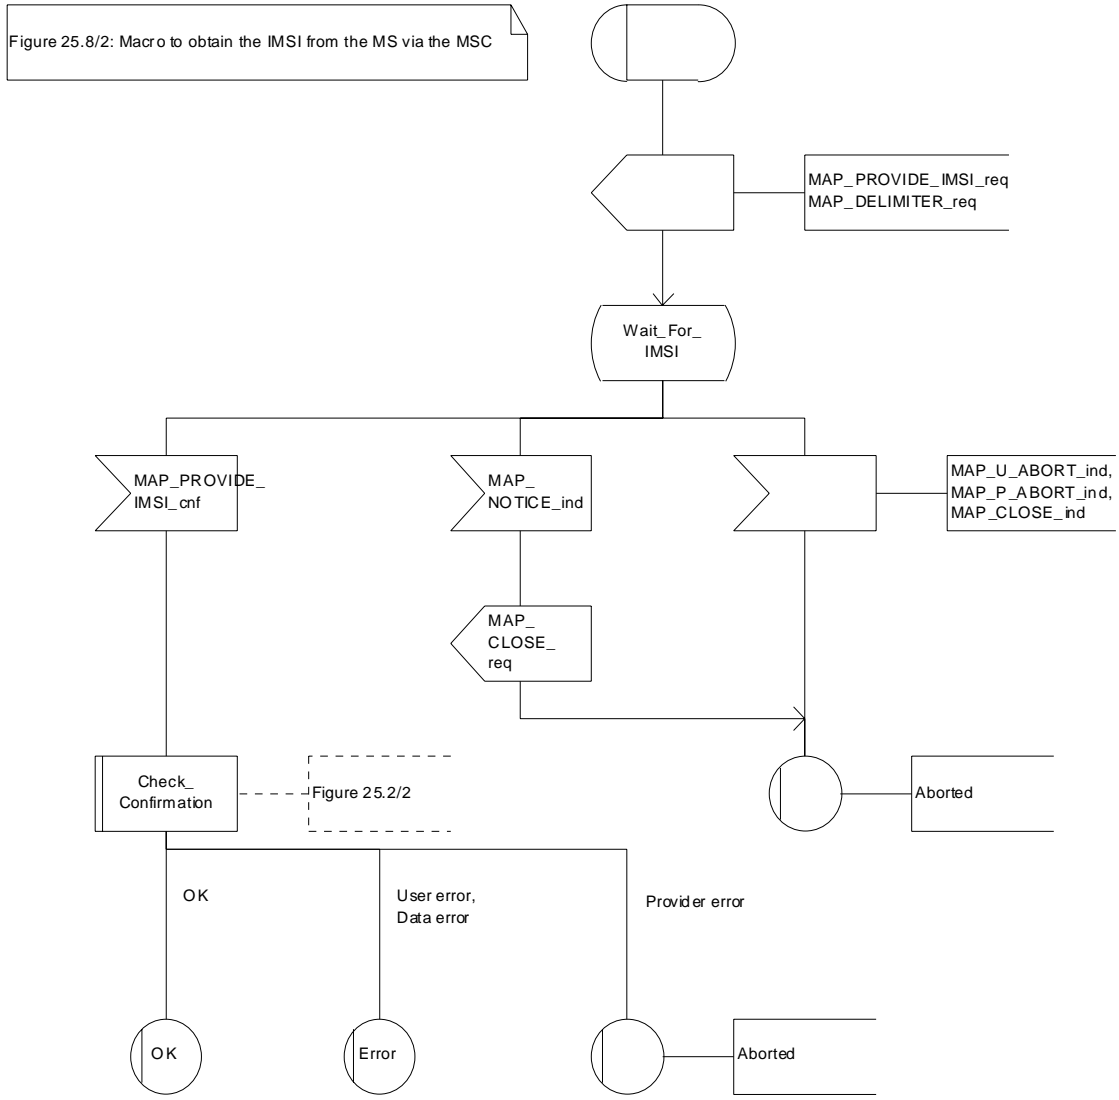 Figure 25.8/2: Macro to obtain the IMSI from the MS via the MSC
MAP_PROVIDE_IMSI_req
MAP_DELIMITER_req
Wait_For_
IMSI
MAP_PROVIDE_
IMSI_cnf
MAP_
NOTICE_ind
MAP_U_ABORT_ind,
MAP_P_ABORT_ind,
MAP_CLOSE_ind
MAP_
CLOSE_
req
Check_
Confirmation
Figure 25.2/2
Aborted
OK
User error,
Data error
Provider error
OK
Error
Aborted